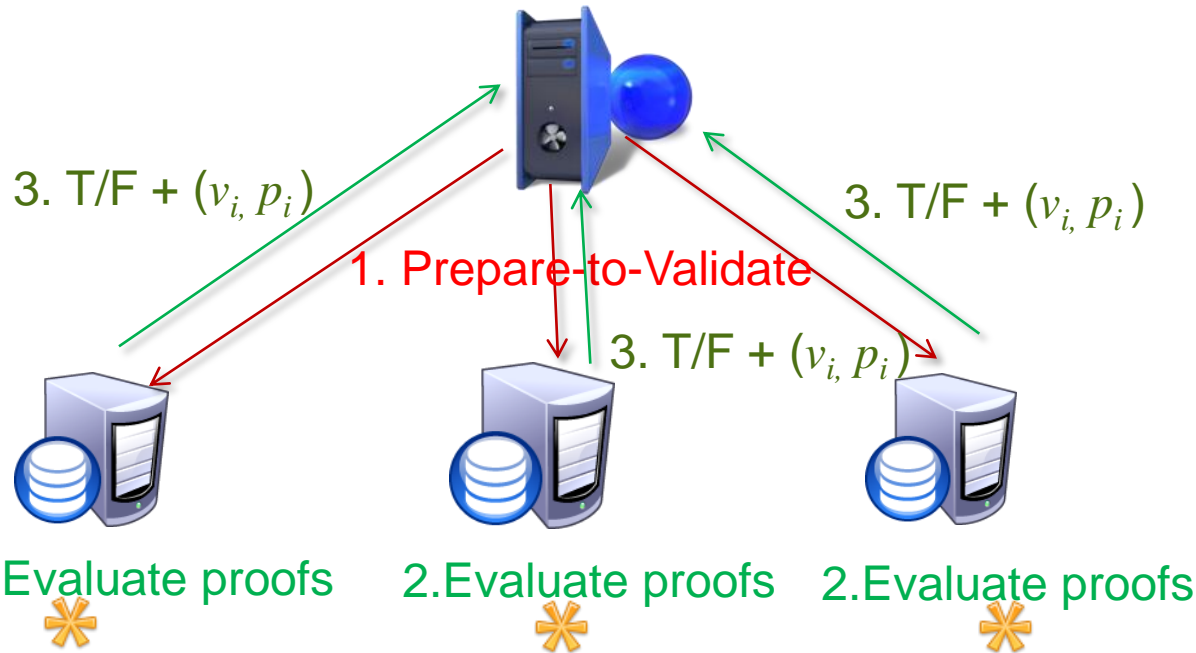 3. T/F + (vi, pi)
3. T/F + (vi, pi)
1. Prepare-to-Validate
3. T/F + (vi, pi)
Evaluate proofs
2.Evaluate proofs
2.Evaluate proofs